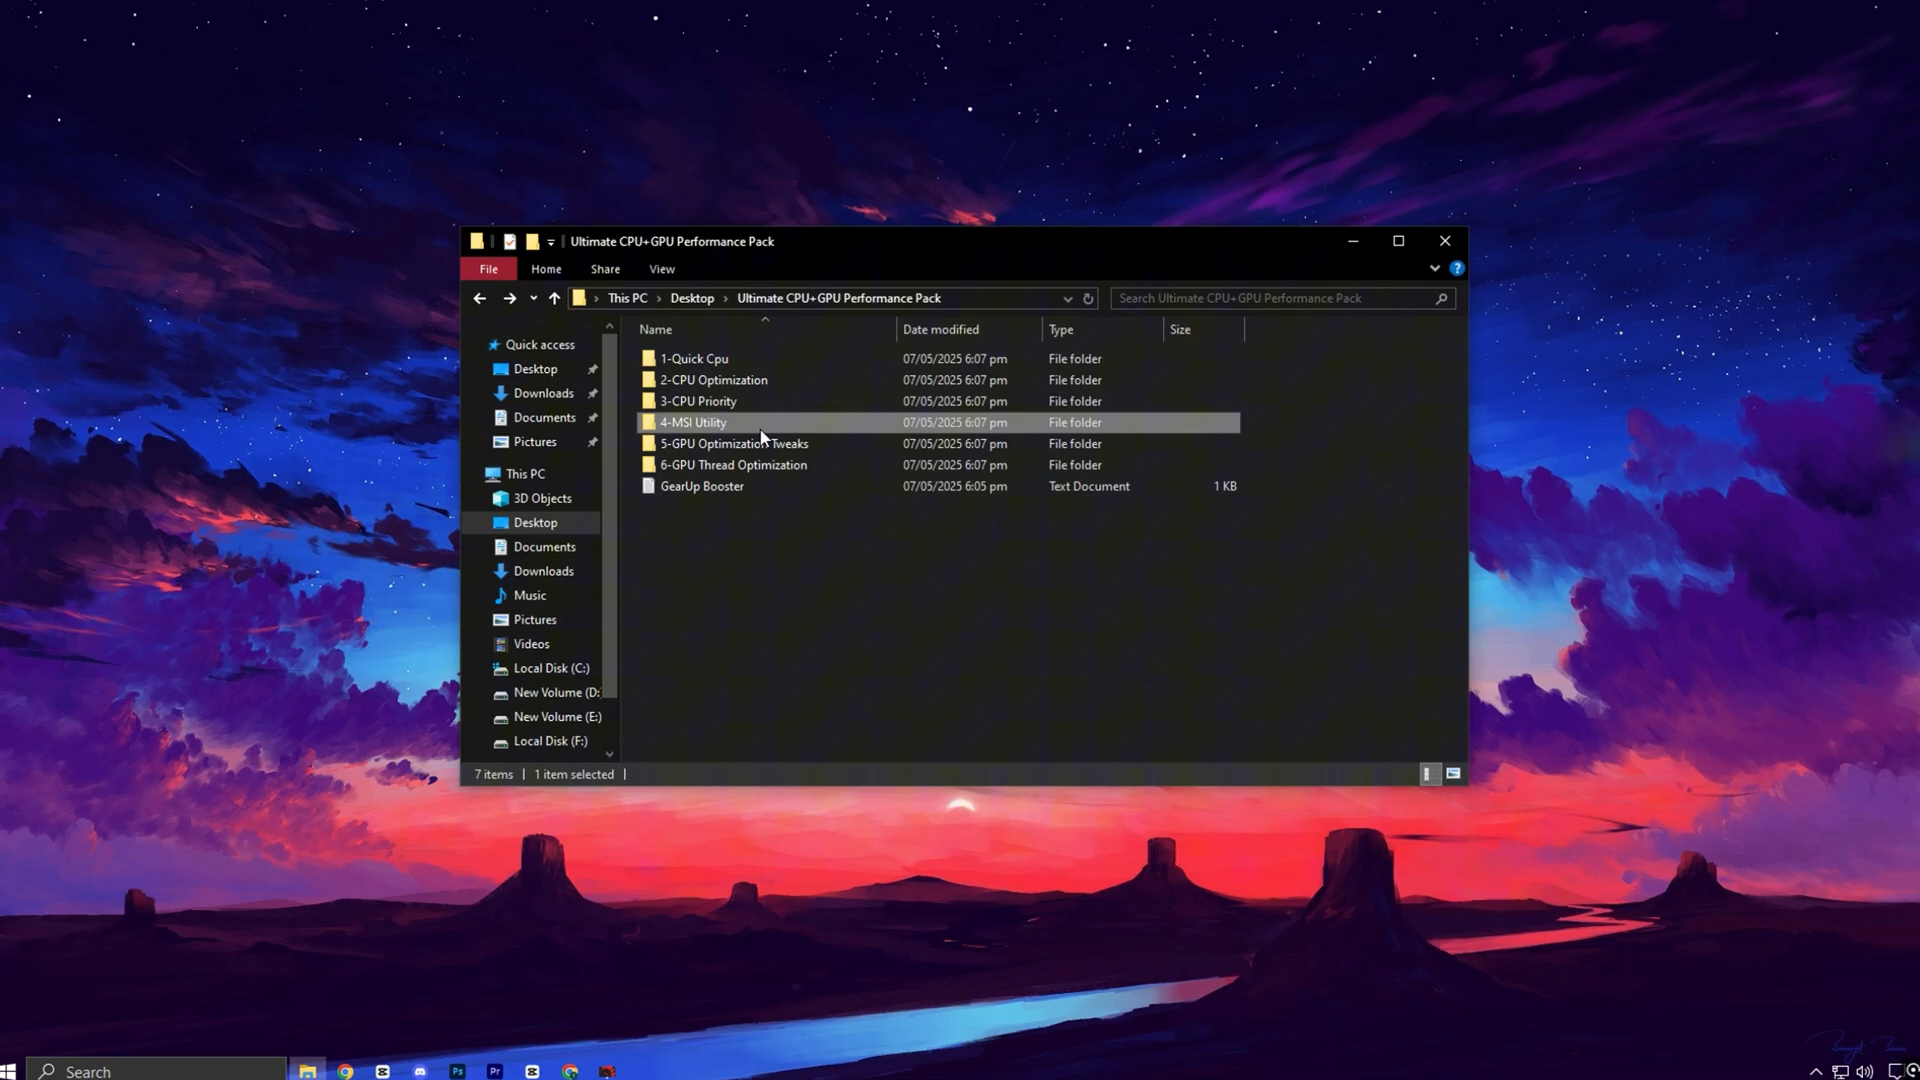 Ultimate CPU+GPU Performance Pack
File Home Share View
This PC Desktop Ultimate CPU+GPU Performance Pack
Search Ultimate CPU+GPU Performance Pack
Name Date modified Type Size
Quick access
Desktop
Downloads
Documents
Pictures
This PC
3D Objects
Desktop
Documents
Downloads
Music
Pictures
Videos
Local Disk (C:)
New Volume (D:
New Volume (E:)
Local Disk (F:)
1-Quick Cpu 07/05/2025 6:07 pm File folder
2-CPU Optimization 07/05/2025 6:07 pm File folder
3-CPU Priority 07/05/2025 6:07 pm File folder
4-MSI Utility 07/05/2025 6:07 pm File folder
5-GPU Optimization Tweaks 07/05/2025 6:07 pm File folder
6-GPU Thread Optimization 07/05/2025 6:07 pm File folder
GearUp Booster 07/05/2025 6:05 pm Text Document 1 KB
7 items 1 item selected
Search
Ps
Pr